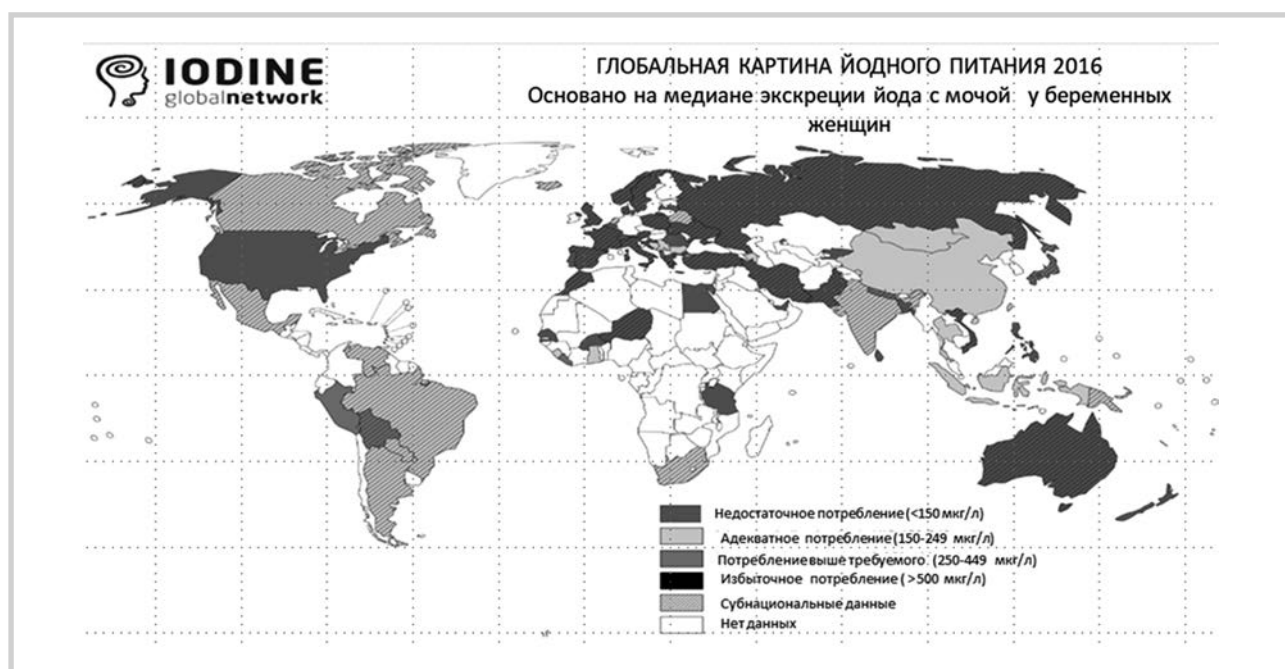 IODINE
globalnetwork
ГЛОБАЛЬНАЯ КАРТИНА ЙОДНОГО ПИТАНИЯ 2016
Основано на медиане экскреции йода с мочой у беременных
женщин
Недостаточное потребление (<150 мкг/л)
Адекватное потребление (150-249 мкг/л)
Потребление выше требуемого (250-449 мкг/л)
Избыточное потребление (>500 мкг/л)
Субнациональные данные
Нет данных